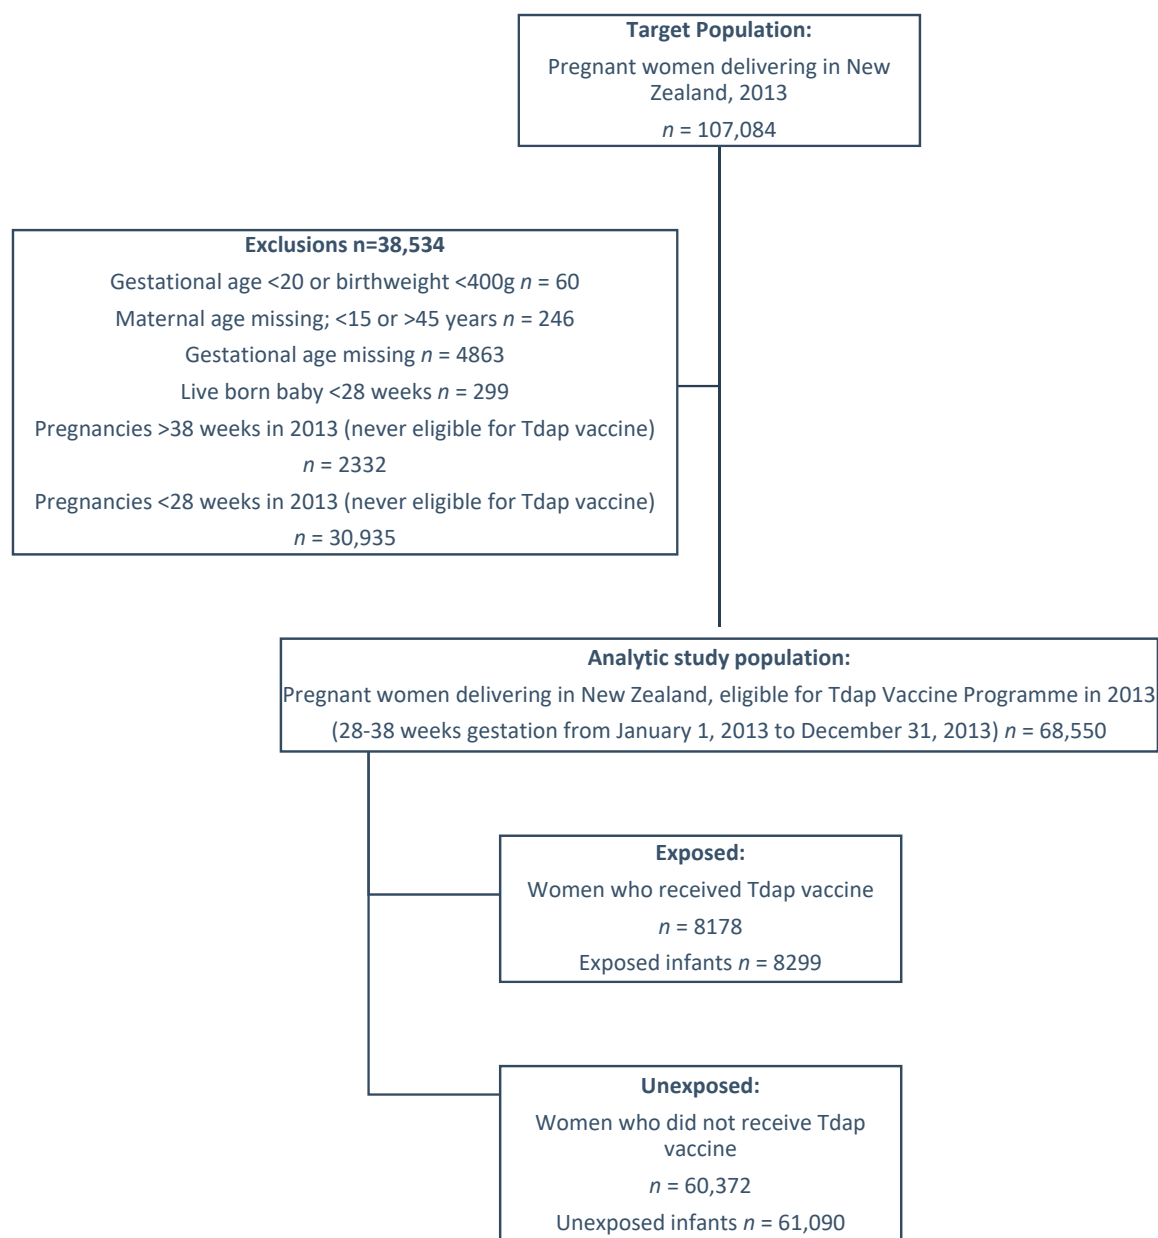 Target Population:
Pregnant women delivering in New
Zealand, 2013
n = 107,084
Exclusions n=38,534
Gestational age <20 or birthweight <400g n = 60
Maternal age missing; <15 or >45 years n = 246
Gestational age missing n = 4863
Live born baby <28 weeks n = 299
Pregnancies >38 weeks in 2013 (never eligible for Tdap vaccine)
n = 2332
Pregnancies <28 weeks in 2013 (never eligible for Tdap vaccine)
n = 30,935
Analytic study population:
Pregnant women delivering in New Zealand, eligible for Tdap Vaccine Programme in 2013
(28-38 weeks gestation from January 1, 2013 to December 31, 2013) n = 68,550
Exposed:
Women who received Tdap vaccine
n = 8178
Exposed infants n = 8299
Unexposed:
Women who did not receive Tdap
vaccine
n = 60,372
Unexposed infants n = 61,090